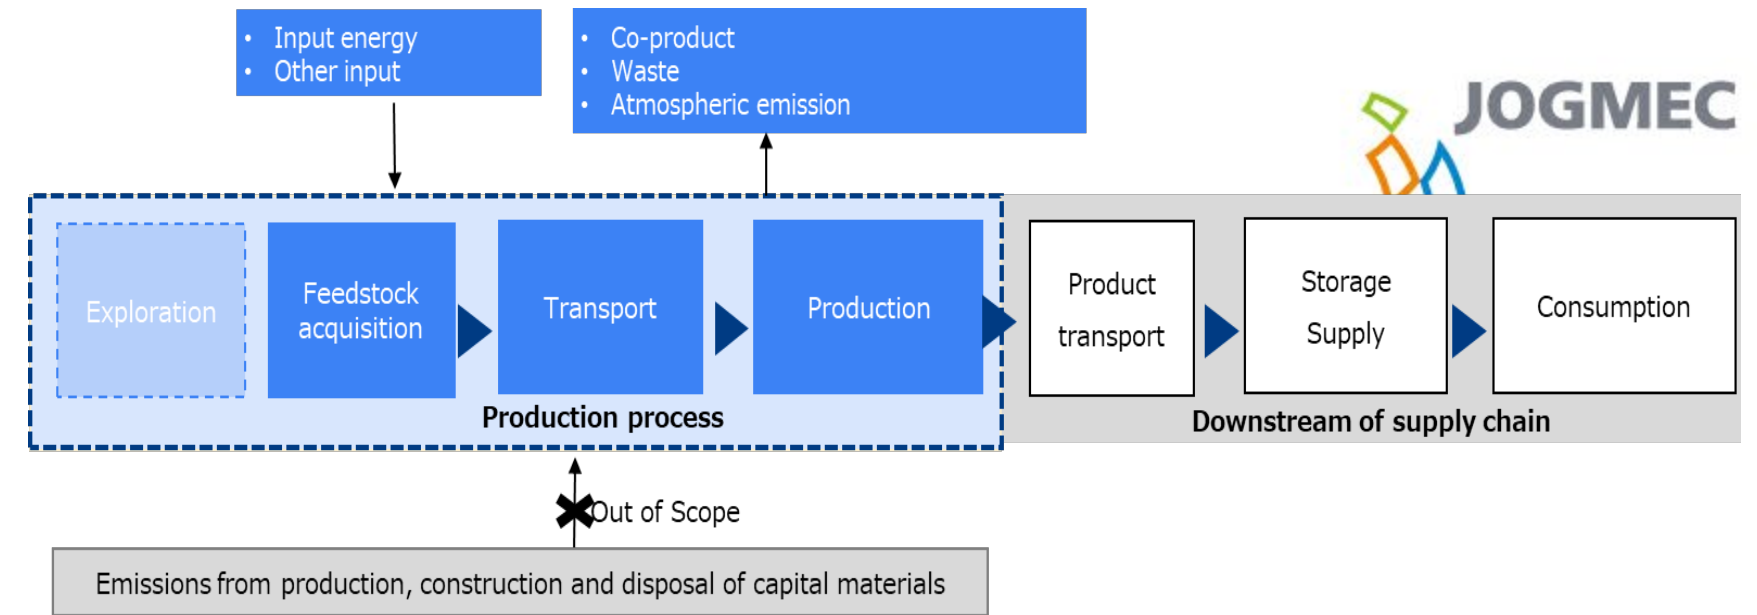 • Input energy
• Other input
• Co-product
• Waste
• Atmospheric emission
JOGMEC
Exploration
Feedstock
acquisition
Transport
Production
Product
transport
Storage
Supply
Consumption
Production process
Downstream of supply chain
Out of Scope
Emissions from production, construction and disposal of capital materials